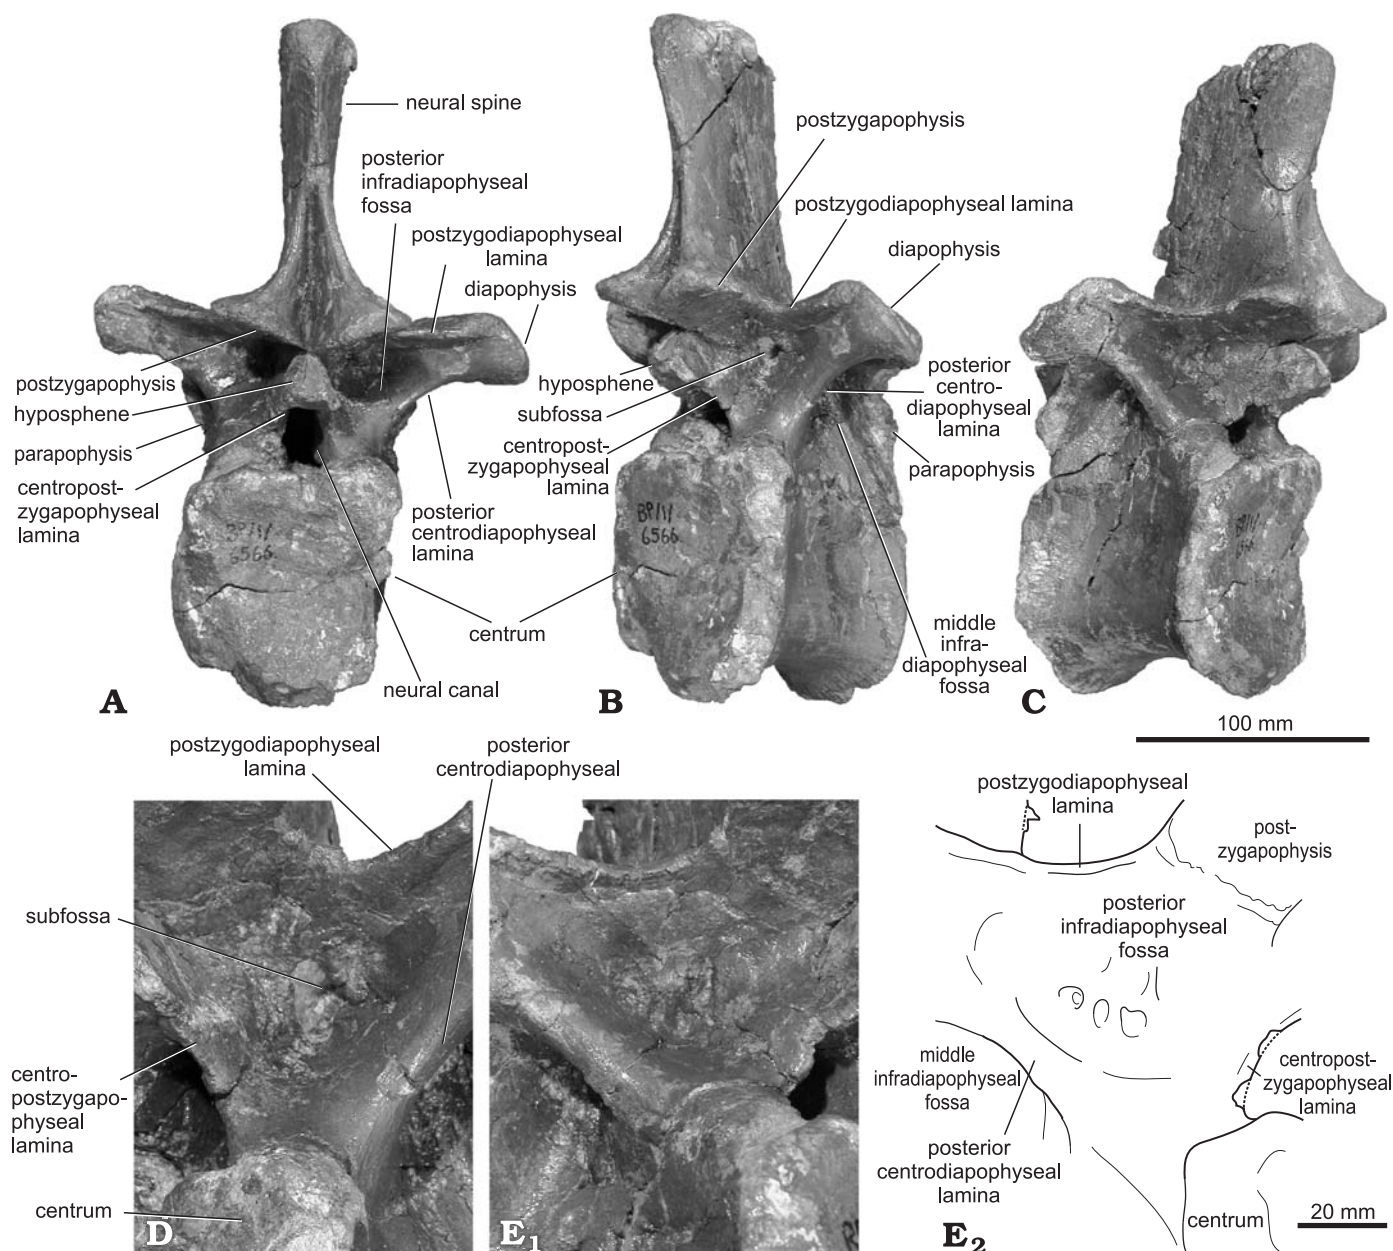 neural spine
posterior
infradiapophyseal
fossa
postzygodiapophyseal
lamina
diapophysis
postzygapophysis
hyposphene
parapophysis
centropost-
zygapophyseal
lamina
posterior
centrodiapophyseal
lamina
BP/1/
6566
centrum
neural canal
A
postzygapophysis
postzygodiapophyseal lamina
diapophysis
hyposphene
subfossa
centropost-
zygapophyseal
lamina
posterior
centro-
diapophyseal
lamina
parapophysis
BP/1/
6566
middle
infra-
diapophyseal
fossa
B
C
100 mm
postzygodiapophyseal
lamina
posterior
centrodiapophyseal
subfossa
centro-
postzygapo-
physeal
lamina
centrum
D
E1
postzygodiapophyseal
lamina
post-
zygapophysis
posterior
infradiapophyseal
fossa
middle
infradiapophyseal
fossa
centropost-
zygapophyseal
lamina
posterior
centrodiapophyseal
lamina
centrum
E2
20 mm